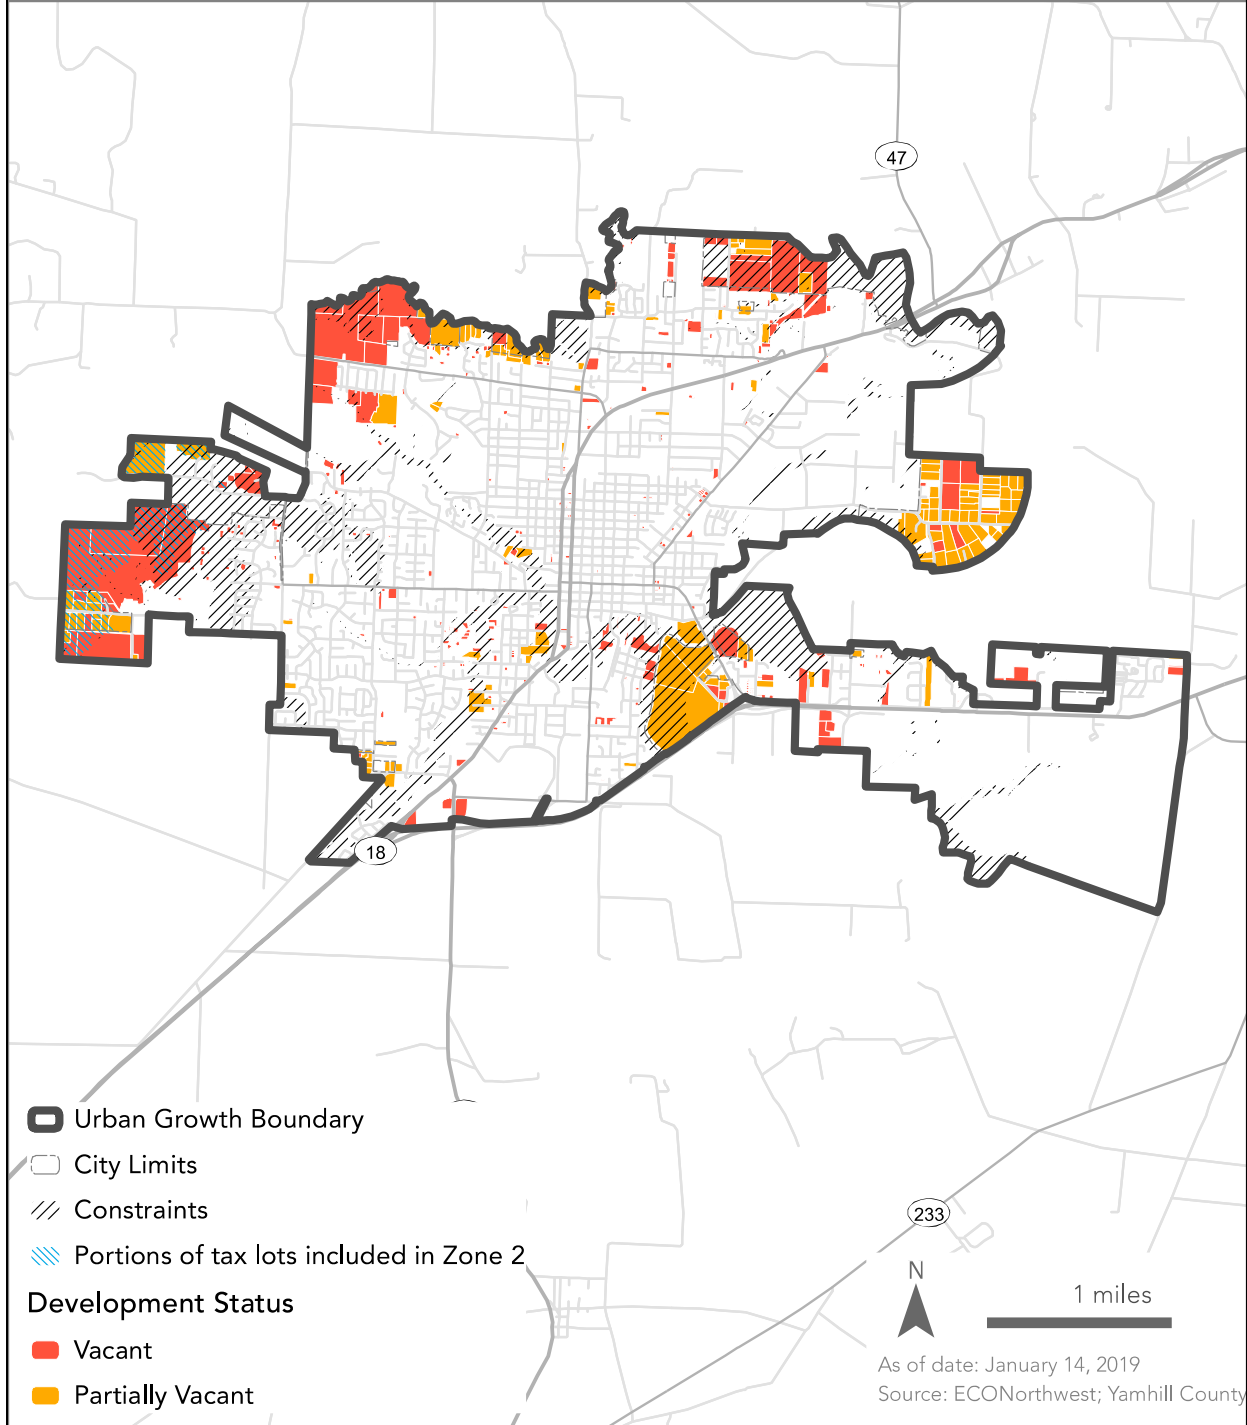 47
18
Urban Growth Boundary
City Limits
Constraints
Portions of tax lots included in Zone 2
Development Status
Vacant
Partially Vacant
233
N
1 miles
As of date: January 14, 2019
Source: ECONorthwest; Yamhill County